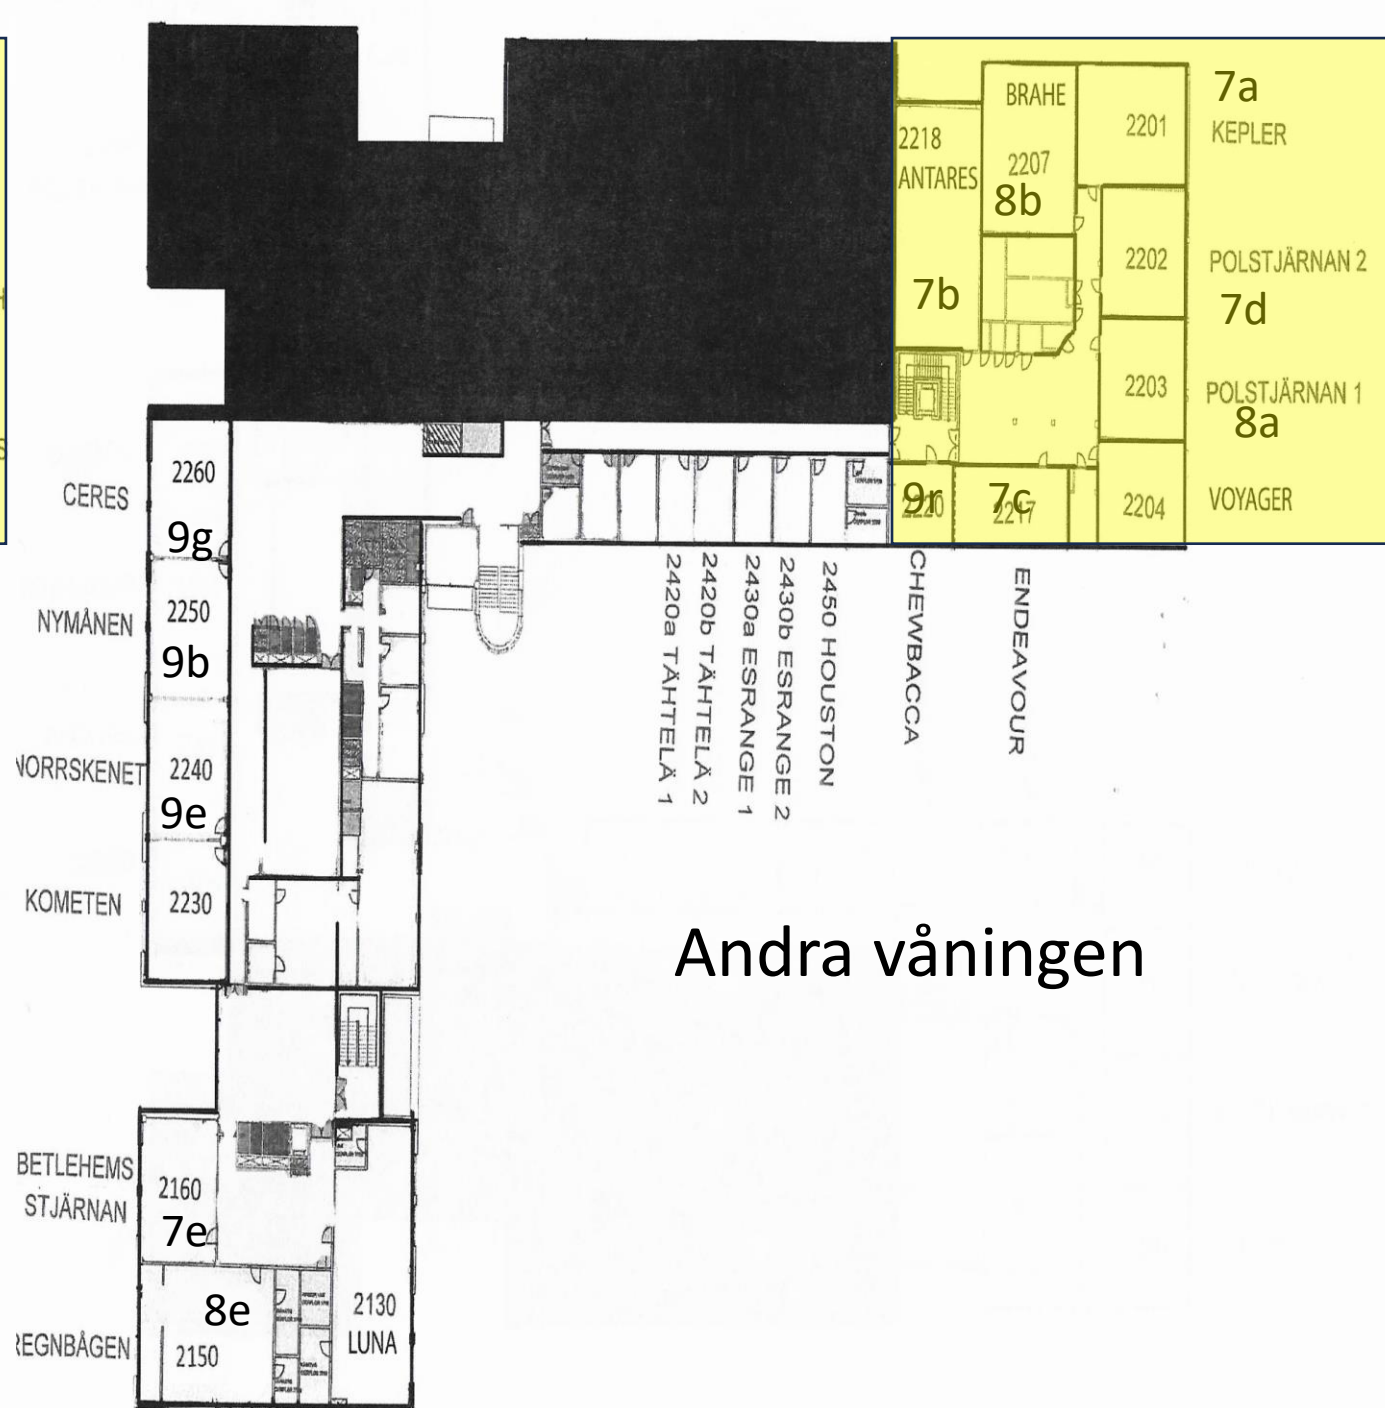 7a
BRAHE
2201
KEPLER
2218
ANTARES
2207
8b
2202
POLSTJÄRNAN 2
7b
7d
2203
POLSTJÄRNAN 1
8a
2260
CERES
9g
9r
7c
2217
2204
VOYAGER
2250
NYMÅNEN
9b
2420a TÄHTELÄ 1
2420b TÄHTELÄ 2
2430a ESRANGE 1
2430b ESRANGE 2
2450 HOUSTON
CHEWBACCA
ENDEAVOUR
NORRSKENET
2240
9e
KOMETEN
2230
Andra våningen
BETLEHEMS
STJÄRNAN
2160
7e
8e
2130
LUNA
REGNBÅGEN
2150